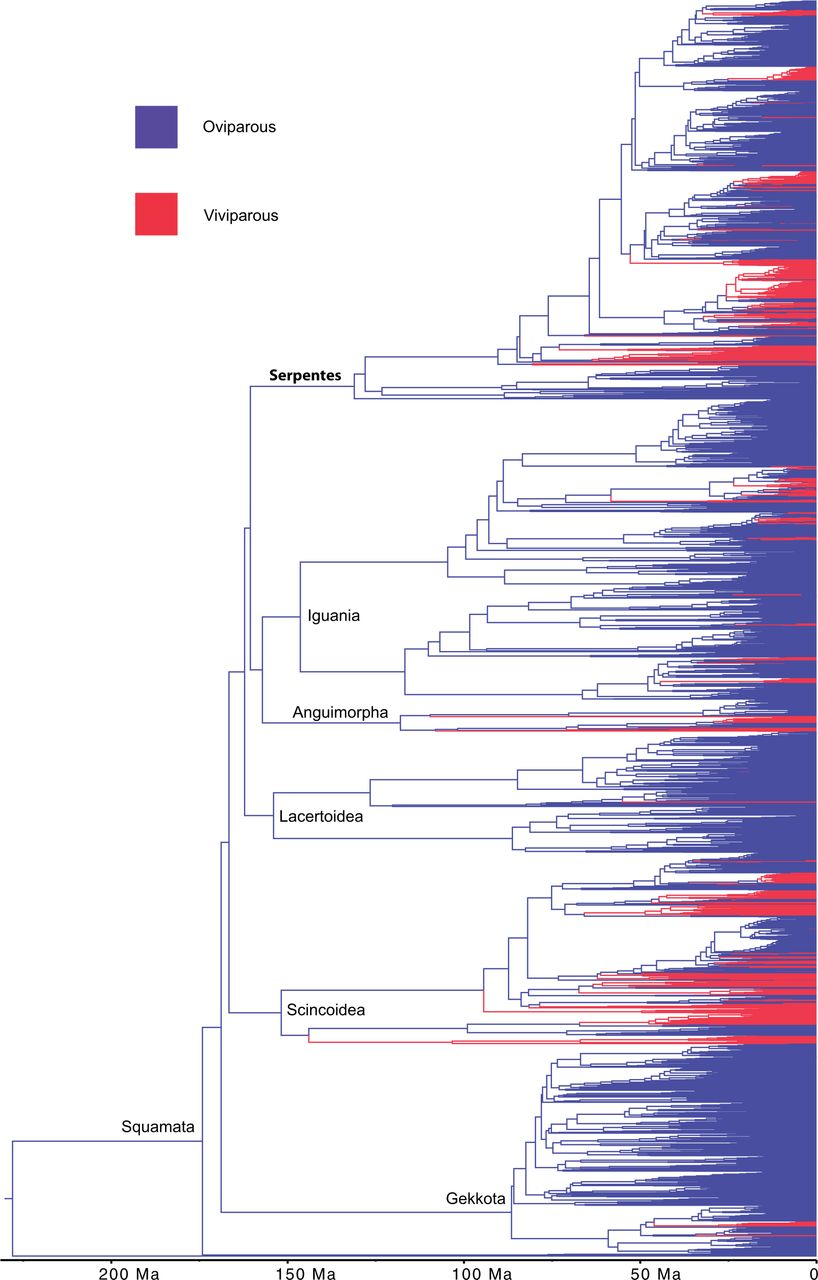 Oviparous
Viviparous
Serpentes
Iguania
Anguimorpha
Lacertoidea
Scincoidea
Squamata
Gekkota
200 Ma 150 Ma 100 Ma 50 Ma 0